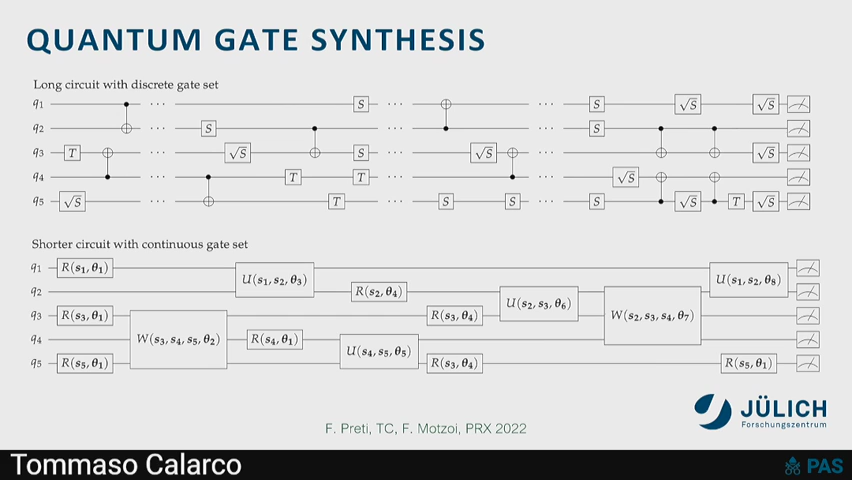 QUANTUM GATE SYNTHESIS
Long circuit with discrete gate set
q1 ... S ... ... S √S √S
q2 ... S ... ... ... S
q3 T ... √S S ... √S ... √S
q4 ... T T ... ... √S
q5 √S ... T ... S S ... S √S T √S
Shorter circuit with continuous gate set
q1 R(s1,θ1) U(s1,s2,θ3) U(s1,s2,θ8)
q2 R(s2,θ4) U(s2,s3,θ6)
q3 R(s3,θ1) R(s3,θ4) W(s2,s3,s4,θ7)
q4 W(s3,s4,s5,θ2) R(s4,θ1) U(s4,s5,θ5)
q5 R(s5,θ1) R(s3,θ4) R(s5,θ1)
JÜLICH
Forschungszentrum
F. Preti, TC, F. Motzoi, PRX 2022
Tommaso Calarco
PAS